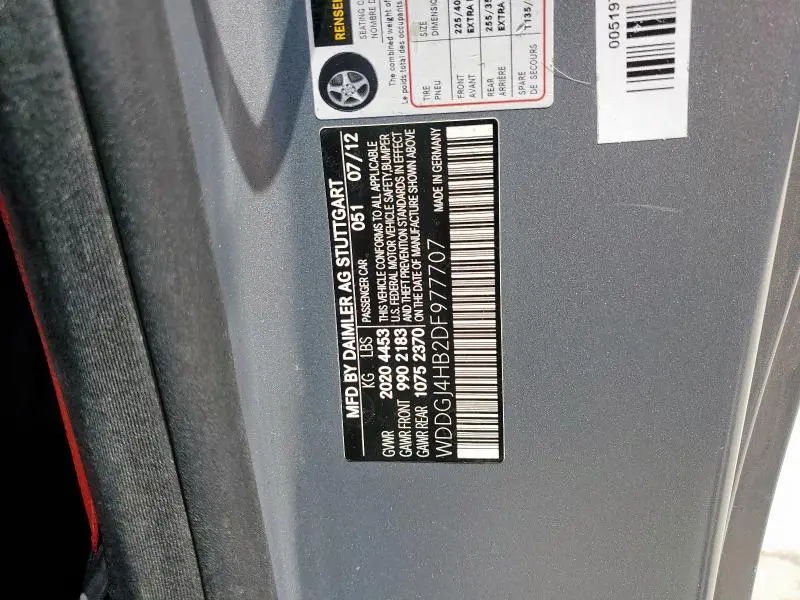 MFD BY DAIMLER AG STUTTGART
KG LBS PASSENGER CAR 051 07/12
GVWR 2020 4453
GAWR FRONT 990 2183
GAWR REAR 1075 2370
THIS VEHICLE CONFORMS TO ALL APPLICABLE
U.S. FEDERAL MOTOR VEHICLE SAFETY,BUMPER
AND THEFT PREVENTION STANDARDS IN EFFECT
ON THE DATE OF MANUFACTURE SHOWN ABOVE
WDDGJ4HB2DF977707 MADE IN GERMANY
SEATING
NOMBRE
The combined weight of
Le poids total des occupants
TIRE SIZE
PNEU
FRONT 225/40
AVANT EXTRA
REAR 255/35
ARRIÈRE EXTRA
SPARE T135/
DE SECOURS